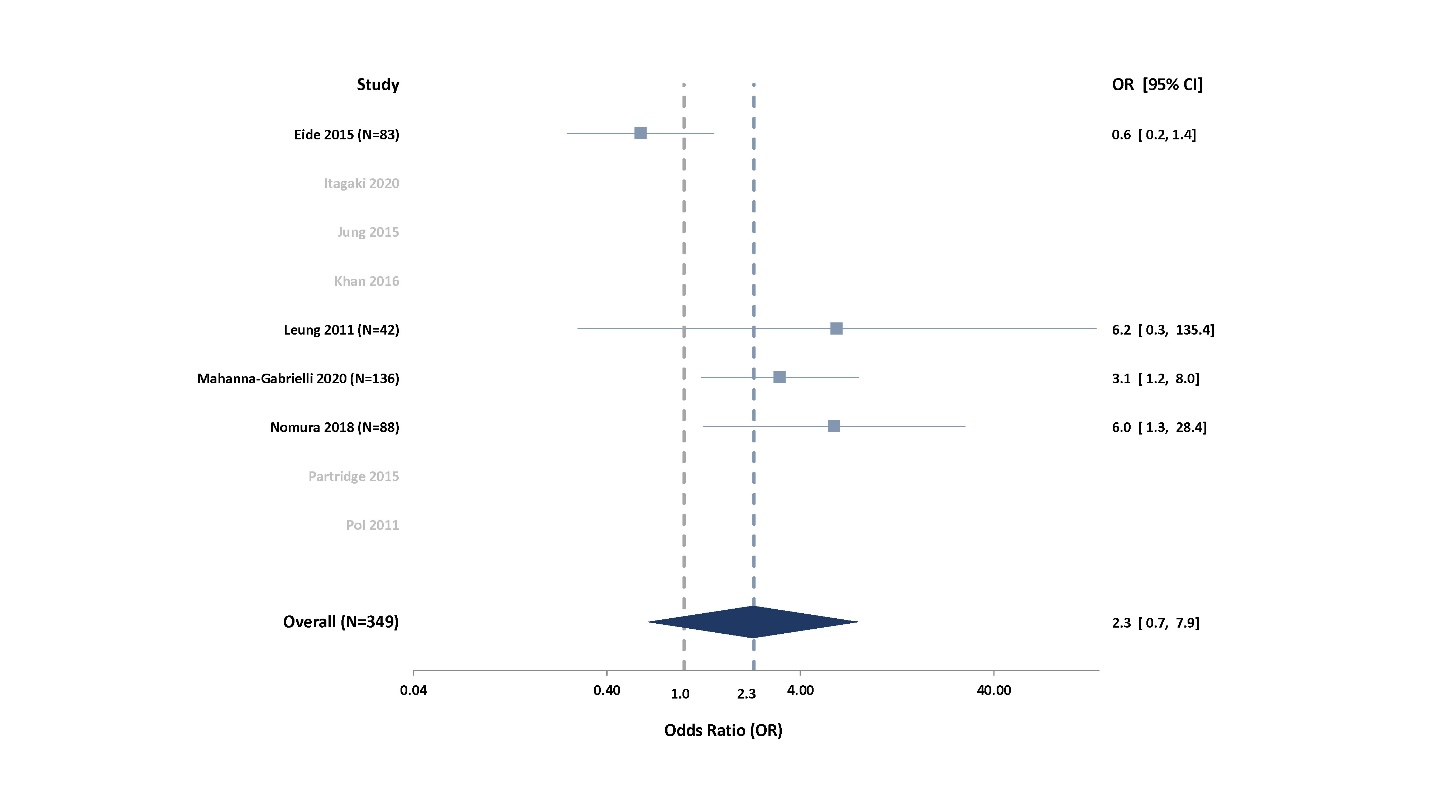 Study OR [95% CI]
Eide 2015 (N=83) 0.6 [ 0.2, 1.4]
Itagaki 2020
Jung 2015
Khan 2016
Leung 2011 (N=42) 6.2 [ 0.3, 135.4]
Mahanna-Gabrielli 2020 (N=136) 3.1 [ 1.2, 8.0]
Nomura 2018 (N=88) 6.0 [ 1.3, 28.4]
Partridge 2015
Pol 2011
Overall (N=349) 2.3 [ 0.7, 7.9]
0.04 0.40 1.0 2.3 4.00 40.00
Odds Ratio (OR)